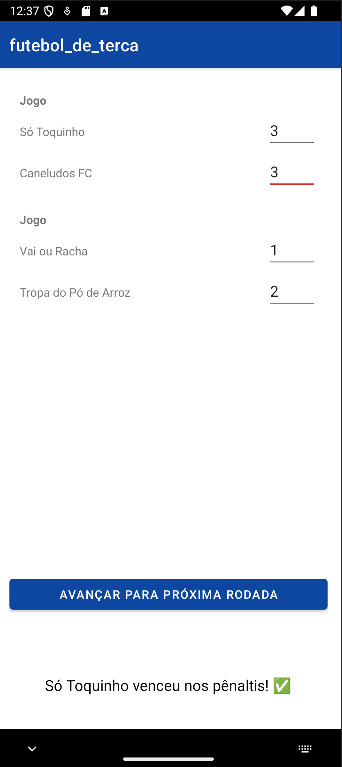 12:37
futebol_de_terca
Jogo
Só Toquinho 3
Caneludos FC 3
Jogo
Vai ou Racha 1
Tropa do Pó de Arroz 2
AVANÇAR PARA PRÓXIMA RODADA
Só Toquinho venceu nos pênaltis! ✅